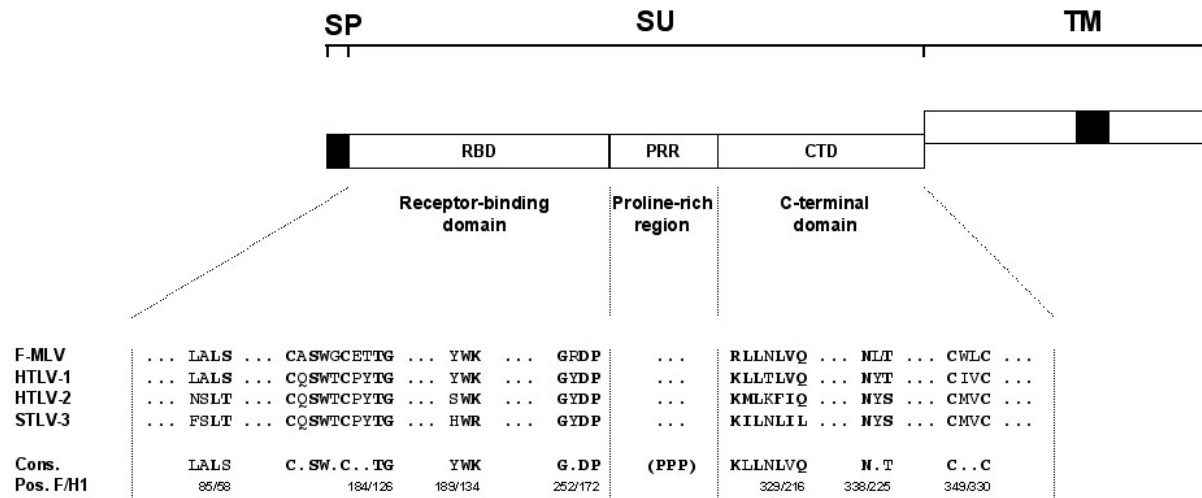 SP SU TM
RBD PRR CTD
Receptor-binding domain
Proline-rich region
C-terminal domain
F-MLV ... LALS ... CASWGCETTG ... YWK ... GRDP ... RLLNLVQ ... NLT ... CWLC ...
HTLV-1 ... LALS ... CQSWTCPYTG ... YWK ... GYDP ... KLLTLVQ ... NYT ... CIVC ...
HTLV-2 ... NSLT ... CQSWTCPYTG ... SWK ... GYDP ... KMLKFIQ ... NYS ... CMVC ...
STLV-3 ... FSLT ... CQSWTCPYTG ... HWR ... GYDP ... KILNLIL ... NYS ... CMVC ...
Cons. LALS C.SW.C..TG YWK G.DP (PPP) KLLNLVQ N.T C..C
Pos. F/H1 85/58 184/126 189/134 252/172 329/216 338/225 349/330